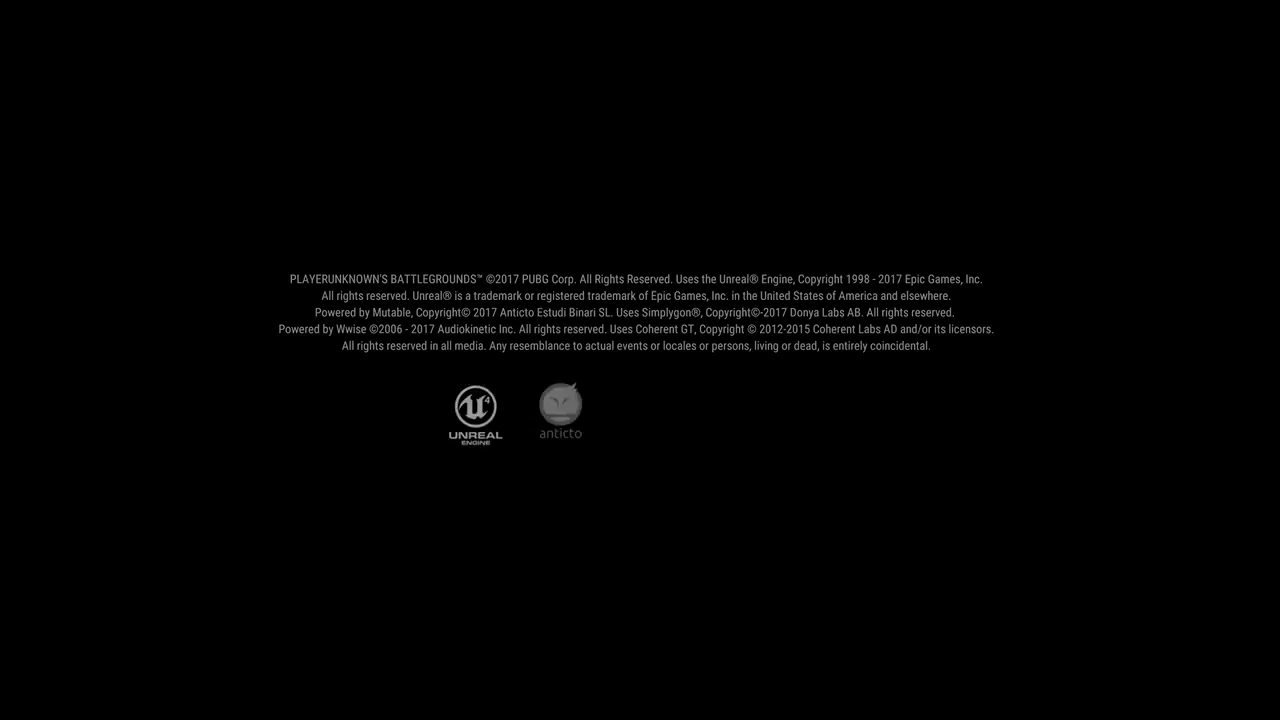 PLAYERUNKNOWN'S BATTLEGROUNDS™ ©2017 PUBG Corp. All Rights Reserved. Uses the Unreal® Engine, Copyright 1998 - 2017 Epic Games, Inc.
All rights reserved. Unreal® is a trademark or registered trademark of Epic Games, Inc. in the United States of America and elsewhere.
Powered by Mutable, Copyright© 2017 Anticto Estudi Binari SL. Uses Simplygon®, Copyright©-2017 Donya Labs AB. All rights reserved.
Powered by Wwise ©2006 - 2017 Audiokinetic Inc. All rights reserved. Uses Coherent GT, Copyright © 2012-2015 Coherent Labs AD and/or its licensors.
All rights reserved in all media. Any resemblance to actual events or locales or persons, living or dead, is entirely coincidental.
U4
UNREAL
ENGINE
anticto